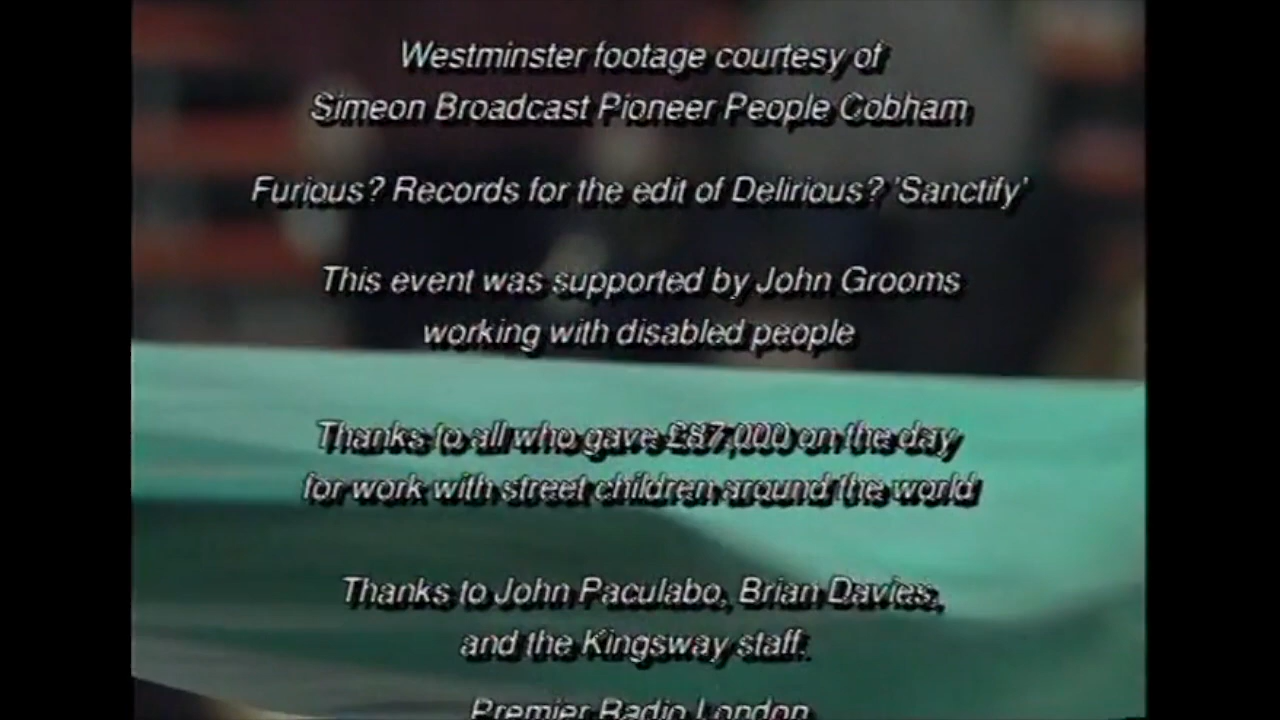 Westminster footage courtesy of
Simeon Broadcast Pioneer People Cobham
Furious? Records for the edit of Delirious? 'Sanctify'
This event was supported by John Grooms
working with disabled people
Thanks to all who gave £87,000 on the day
for work with street children around the world
Thanks to John Paculabo, Brian Davies,
and the Kingsway staff.
Premier Radio London